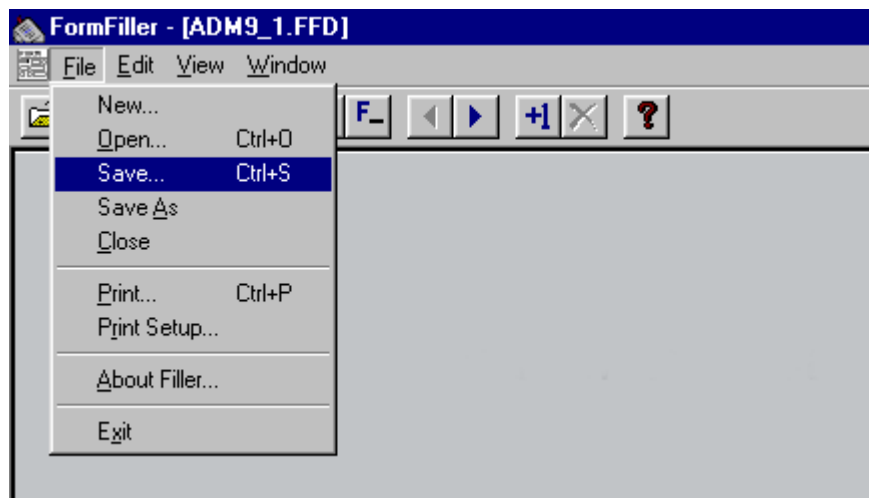 FormFiller - [ADM9_1.FFD]
File Edit View Window
F_ +1 ?
New...
Open... Ctrl+O
Save... Ctrl+S
Save As
Close
Print... Ctrl+P
Print Setup...
About Filler...
Exit